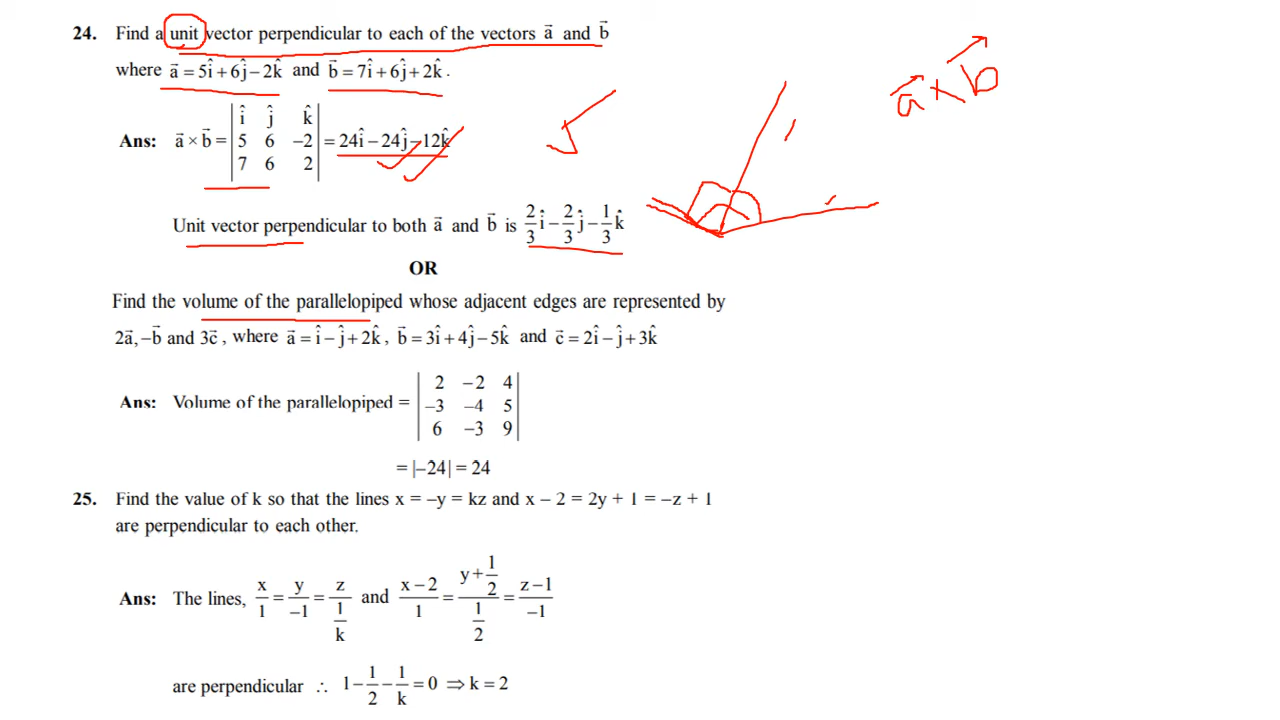 24. Find a unit vector perpendicular to each of the vectors a⃗ and b⃗
where a⃗ = 5î + 6ĵ − 2k̂ and b⃗ = 7î + 6ĵ + 2k̂ .
a⃗ × b⃗
Ans: a⃗ × b⃗ = | î ĵ k̂ |
| 5 6 −2 | = 24î − 24ĵ − 12k̂
| 7 6 2 |
Unit vector perpendicular to both a⃗ and b⃗ is 2/3 î − 2/3 ĵ − 1/3 k̂
OR
Find the volume of the parallelopiped whose adjacent edges are represented by
2a⃗, −b⃗ and 3c⃗ , where a⃗ = î − ĵ + 2k̂ , b⃗ = 3î + 4ĵ − 5k̂ and c⃗ = 2î − ĵ + 3k̂
| 2 −2 4 |
Ans: Volume of the parallelopiped = | −3 −4 5 |
| 6 −3 9 |
= |−24| = 24
25. Find the value of k so that the lines x = −y = kz and x − 2 = 2y + 1 = −z + 1
are perpendicular to each other.
Ans: The lines, x/1 = y/−1 = z/(1/k) and (x−2)/1 = (y+1/2)/(1/2) = (z−1)/−1
are perpendicular ∴ 1 − 1/2 − 1/k = 0 ⇒ k = 2